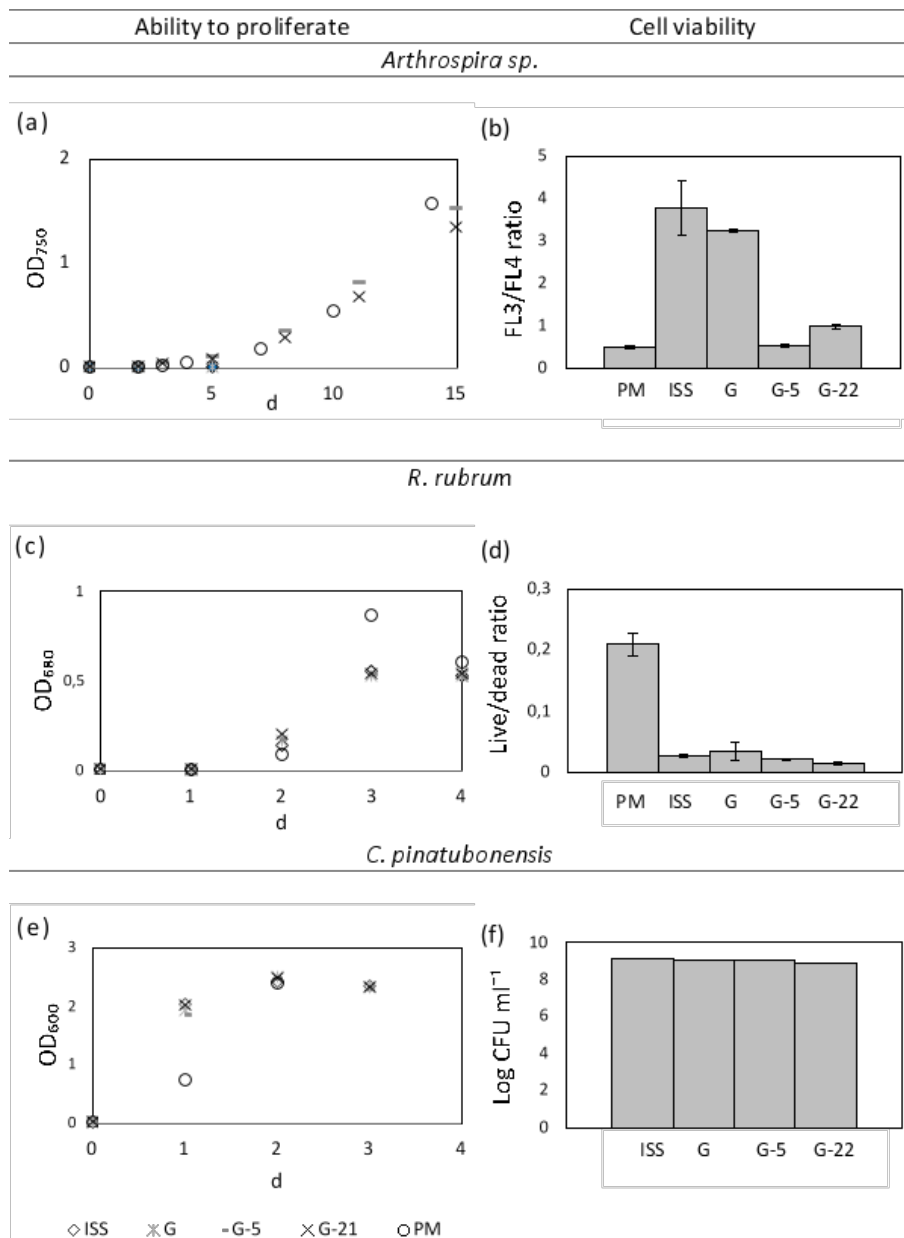 Ability to proliferate Cell viability
Arthrospira sp.
(a) (b)
2
1
0
OD750
0 5 10 15
d
5
4
3
2
1
0
FL3/FL4 ratio
PM ISS G G-5 G-22
R. rubrum
(c) (d)
1
0,5
0
OD680
0 1 2 3 4
d
0,3
0,2
0,1
0
Live/dead ratio
PM ISS G G-5 G-22
C. pinatubonensis
(e) (f)
3
2
1
0
OD600
0 1 2 3 4
d
10
8
6
4
2
0
Log CFU ml⁻¹
ISS G G-5 G-22
ISS G G-5 G-21 PM